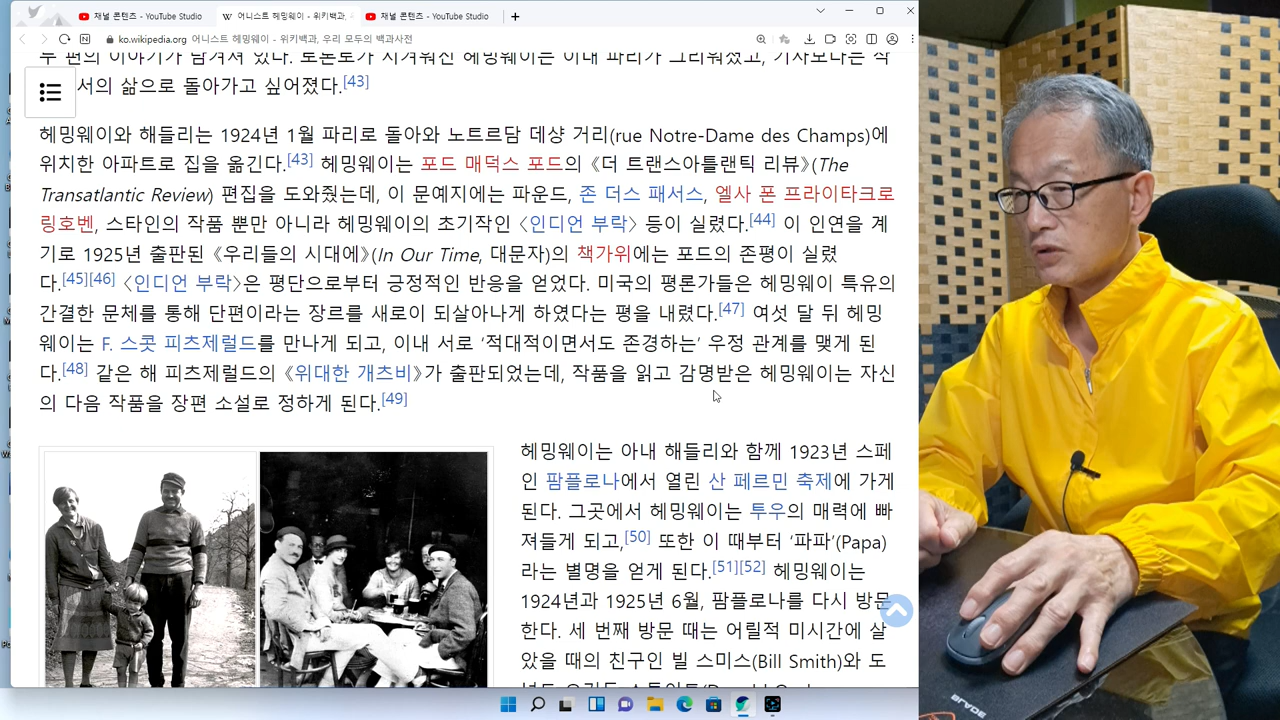 재널 콘텐츠 - YouTube Studio
어니스트 헤밍웨이 - 위키백과,
재널 콘텐츠 - YouTube Studio
ko.wikipedia.org 어니스트 헤밍웨이 - 위키백과, 우리 모두의 백과사전
서의 삶으로 돌아가고 싶어졌다.[43]
헤밍웨이와 해들리는 1924년 1월 파리로 돌아와 노트르담 데샹 거리(rue Notre-Dame des Champs)에
위치한 아파트로 집을 옮긴다.[43] 헤밍웨이는 포드 매덕스 포드의 《더 트랜스아틀랜틱 리뷰》(The
Transatlantic Review) 편집을 도와줬는데, 이 문예지에는 파운드, 존 더스 패서스, 엘사 폰 프라이타크로
링호벤, 스타인의 작품 뿐만 아니라 헤밍웨이의 초기작인 〈인디언 부락〉 등이 실렸다.[44] 이 인연을 계
기로 1925년 출판된 《우리들의 시대에》(In Our Time, 대문자)의 책가위에는 포드의 존평이 실렸
다.[45][46] 〈인디언 부락〉은 평단으로부터 긍정적인 반응을 얻었다. 미국의 평론가들은 헤밍웨이 특유의
간결한 문체를 통해 단편이라는 장르를 새로이 되살아나게 하였다는 평을 내렸다.[47] 여섯 달 뒤 헤밍
웨이는 F. 스콧 피츠제럴드를 만나게 되고, 이내 서로 ‘적대적이면서도 존경하는’ 우정 관계를 맺게 된
다.[48] 같은 해 피츠제럴드의 《위대한 개츠비》가 출판되었는데, 작품을 읽고 감명받은 헤밍웨이는 자신
의 다음 작품을 장편 소설로 정하게 된다.[49]
헤밍웨이는 아내 해들리와 함께 1923년 스페
인 팜플로나에서 열린 산 페르민 축제에 가게
된다. 그곳에서 헤밍웨이는 투우의 매력에 빠
져들게 되고,[50] 또한 이 때부터 ‘파파’(Papa)
라는 별명을 얻게 된다.[51][52] 헤밍웨이는
1924년과 1925년 6월, 팜플로나를 다시 방문
한다. 세 번째 방문 때는 어릴적 미시간에 살
았을 때의 친구인 빌 스미스(Bill Smith)와 도
BLADE